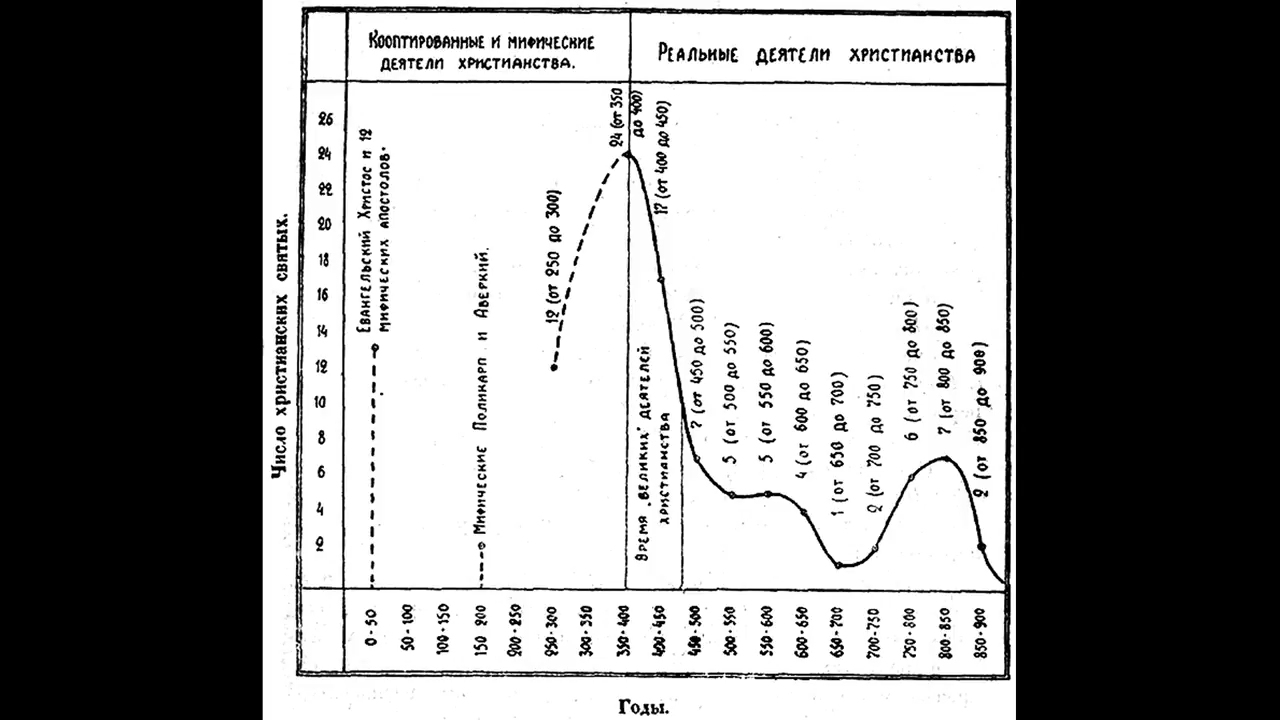 Кооптированные и мифические
деятели христианства.
Реальные деятели христианства
Число христианских святых.
26
24
22
20
18
16
14
12
10
8
6
4
2
Евангельский Христос и 12
мифических апостолов.
Мифические Поликарп и Аверкий.
12 (от 250 до 300)
24 (от 350
до 400)
17 (от 400 до 450)
Время „великих" деятелей
христианства
7 (от 450 до 500)
5 (от 500 до 550)
5 (от 550 до 600)
4 (от 600 до 650)
1 (от 650 до 700)
2 (от 700 до 750)
6 (от 750 до 800)
7 (от 800 до 850)
2 (от 850 до 900)
0-50
50-100
100-150
150 200
200-250
250-300
300-350
350-400
400-450
450-500
500-550
550-600
600-650
650-700
700-750
750-800
800-850
850-900
Годы.